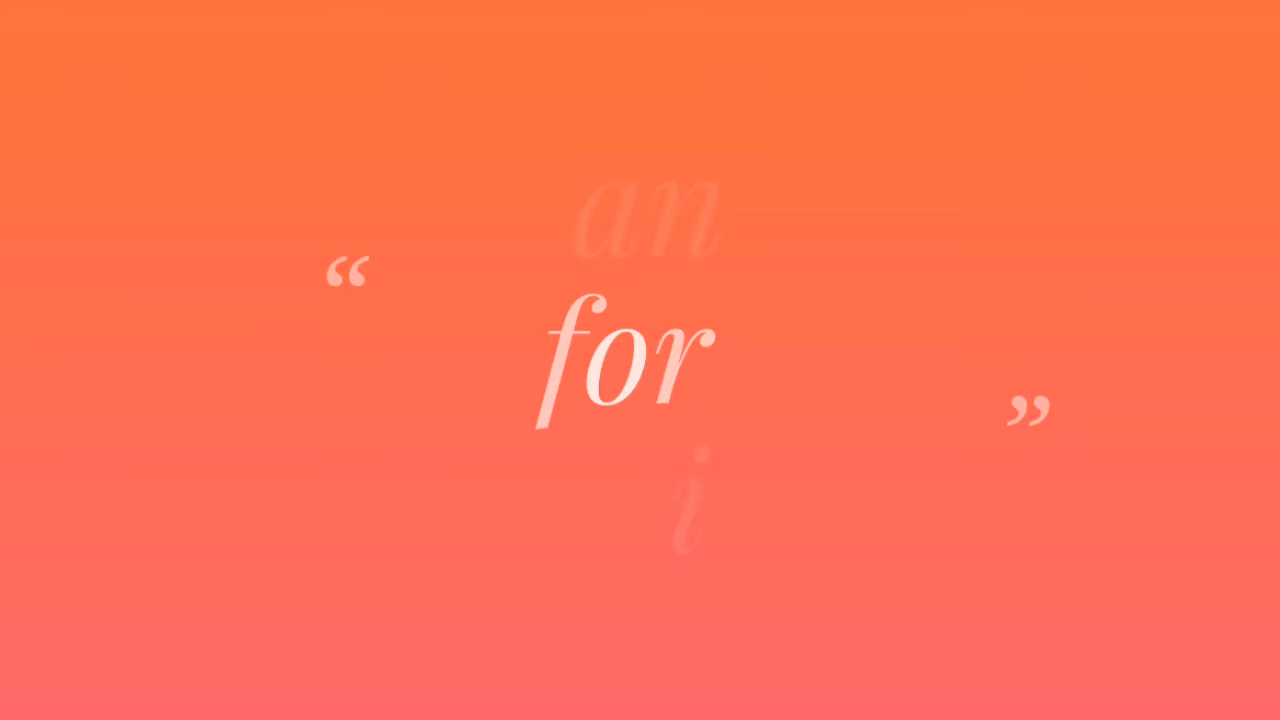 an
“ for ”
i